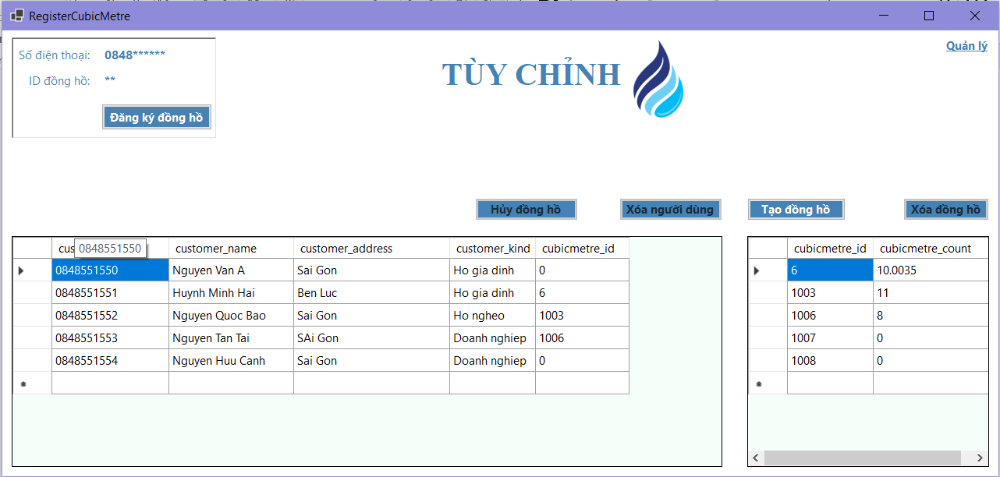 RegisterCubicMetre
Số điện thoại: 0848******
ID đồng hồ: **
Đăng ký đồng hồ
TÙY CHỈNH
Quản lý
Hủy đồng hồ
Xóa người dùng
Tạo đồng hồ
Xóa đồng hồ
cus 0848551550 customer_name customer_address customer_kind cubicmetre_id
0848551550 Nguyen Van A Sai Gon Ho gia dinh 0
0848551551 Huynh Minh Hai Ben Luc Ho gia dinh 6
0848551552 Nguyen Quoc Bao Sai Gon Ho ngheo 1003
0848551553 Nguyen Tan Tai SAi Gon Doanh nghiep 1006
0848551554 Nguyen Huu Canh Sai Gon Doanh nghiep 0
cubicmetre_id cubicmetre_count
6 10.0035
1003 11
1006 8
1007 0
1008 0